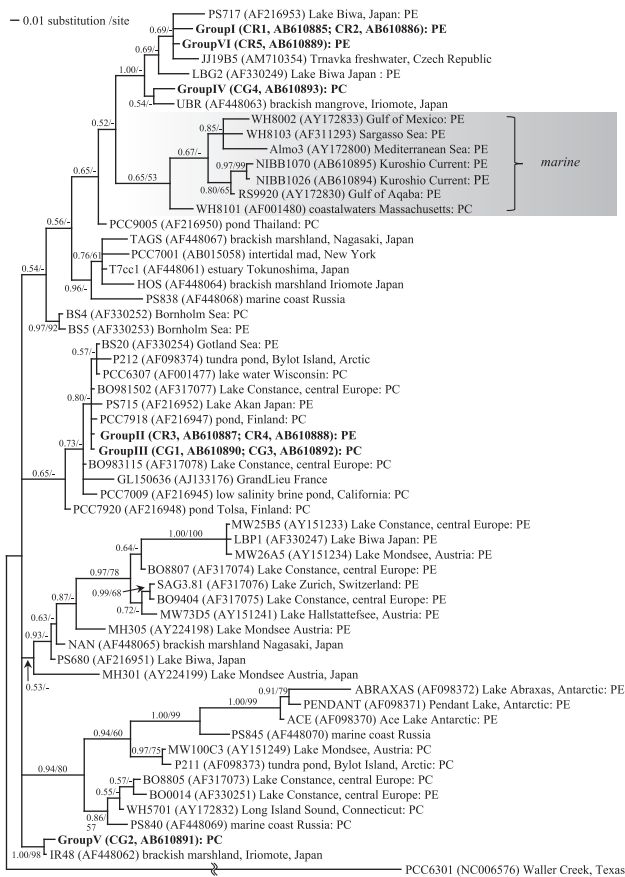 0.01 substitution /site
PS717 (AF216953) Lake Biwa, Japan: PE
0.69/-
GroupI (CR1, AB610885; CR2, AB610886): PE
GroupVI (CR5, AB610889): PE
0.69/-
JJ19B5 (AM710354) Trnavka freshwater, Czech Republic
1.00/-
LBG2 (AF330249) Lake Biwa Japan : PE
GroupIV (CG4, AB610893): PC
0.54/-
UBR (AF448063) brackish mangrove, Iriomote, Japan
0.52/-
WH8002 (AY172833) Gulf of Mexico: PE
0.85/-
WH8103 (AF311293) Sargasso Sea: PE
Almo3 (AY172800) Mediterranean Sea: PE
0.67/-
marine
0.97/99
NIBB1070 (AB610895) Kuroshio Current: PE
0.65/-
0.65/53
NIBB1026 (AB610894) Kuroshio Current: PE
0.80/65
RS9920 (AY172830) Gulf of Aqaba: PE
WH8101 (AF001480) coastalwaters Massachusetts: PC
0.56/-
PCC9005 (AF216950) pond Thailand: PC
TAGS (AF448067) brackish marshland, Nagasaki, Japan
0.76/61
PCC7001 (AB015058) intertidal mad, New York
0.54/-
T7cc1 (AF448061) estuary Tokunoshima, Japan
0.96/-
HOS (AF448064) brackish marshland Iriomote Japan
PS838 (AF448068) marine coast Russia
BS4 (AF330252) Bornholm Sea: PC
0.97/92
BS5 (AF330253) Bornholm Sea: PE
BS20 (AF330254) Gotland Sea: PE
0.57/-
P212 (AF098374) tundra pond, Bylot Island, Arctic
PCC6307 (AF001477) lake water Wisconsin: PC
BO981502 (AF317077) Lake Constance, central Europe: PC
0.80/-
PS715 (AF216952) Lake Akan Japan: PE
PCC7918 (AF216947) pond, Finland: PC
GroupII (CR3, AB610887; CR4, AB610888): PE
0.73/-
GroupIII (CG1, AB610890; CG3, AB610892): PC
BO983115 (AF317078) Lake Constance, central Europe: PC
0.65/-
GL150636 (AJ133176) GrandLieu France
PCC7009 (AF216945) low salinity brine pond, California: PC
PCC7920 (AF216948) pond Tolsa, Finland: PC
MW25B5 (AY151233) Lake Constance, central Europe: PE
1.00/100
LBP1 (AF330247) Lake Biwa Japan: PE
0.64/-
MW26A5 (AY151234) Lake Mondsee, Austria: PE
0.97/78
BO8807 (AF317074) Lake Constance, central Europe: PE
SAG3.81 (AF317076) Lake Zurich, Switzerland: PE
0.99/68
0.87/-
BO9404 (AF317075) Lake Constance, central Europe: PE
0.72/-
MW73D5 (AY151241) Lake Hallstattefsee, Austria: PE
0.63/-
MH305 (AY224198) Lake Mondsee Austria: PE
0.93/-
NAN (AF448065) brackish marshland Nagasaki, Japan
PS680 (AF216951) Lake Biwa, Japan
MH301 (AY224199) Lake Mondsee Austria, Japan
0.53/-
0.91/79
ABRAXAS (AF098372) Lake Abraxas, Antarctic: PE
1.00/99
PENDANT (AF098371) Pendant Lake, Antarctic: PE
1.00/99
ACE (AF098370) Ace Lake Antarctic: PE
0.94/60
PS845 (AF448070) marine coast Russia
0.97/75
MW100C3 (AY151249) Lake Mondsee, Austria: PC
P211 (AF098373) tundra pond, Bylot Island, Arctic: PC
0.94/80
0.57/-
BO8805 (AF317073) Lake Constance, central Europe: PC
0.55/-
BO0014 (AF330251) Lake Constance, central Europe: PE
WH5701 (AY172832) Long Island Sound, Connecticut: PC
0.86/
57
PS840 (AF448069) marine coast Russia: PC
GroupV (CG2, AB610891): PC
1.00/98
IR48 (AF448062) brackish marshland, Iriomote, Japan
PCC6301 (NC006576) Waller Creek, Texas